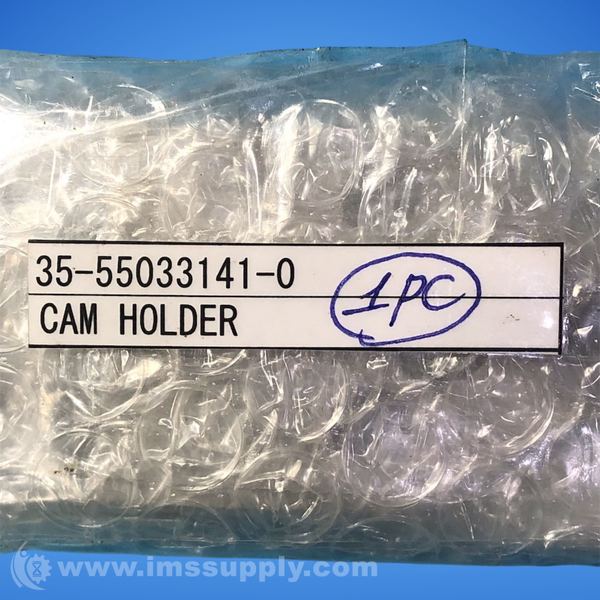 35-55033141-0
CAM HOLDER
1PC
www.imssupply.com